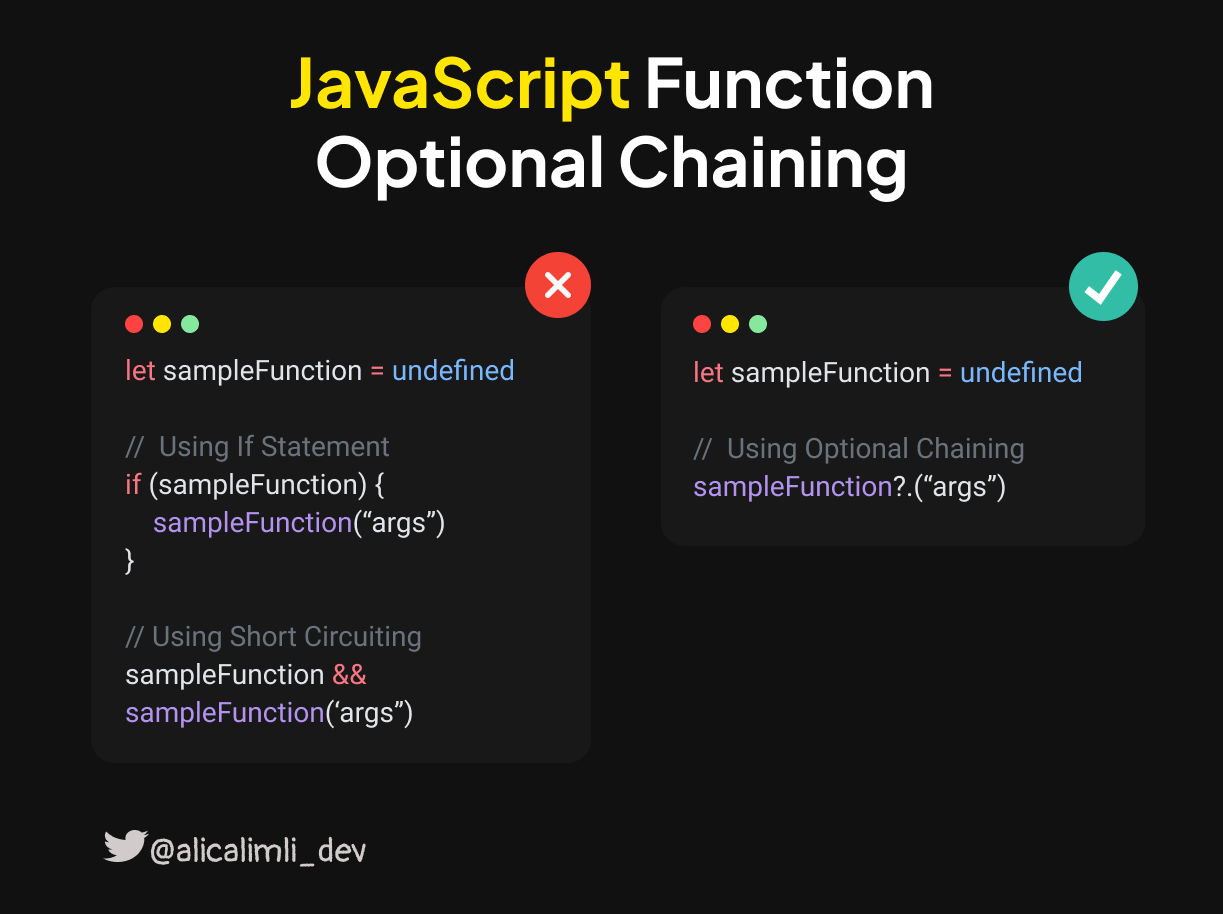 JavaScript Function
Optional Chaining
let sampleFunction = undefined
//  Using If Statement
if (sampleFunction) {
    sampleFunction(“args”)
}
// Using Short Circuiting
sampleFunction &&
sampleFunction(‘args”)
let sampleFunction = undefined
//  Using Optional Chaining
sampleFunction?.(“args”)
@alicalimli_dev